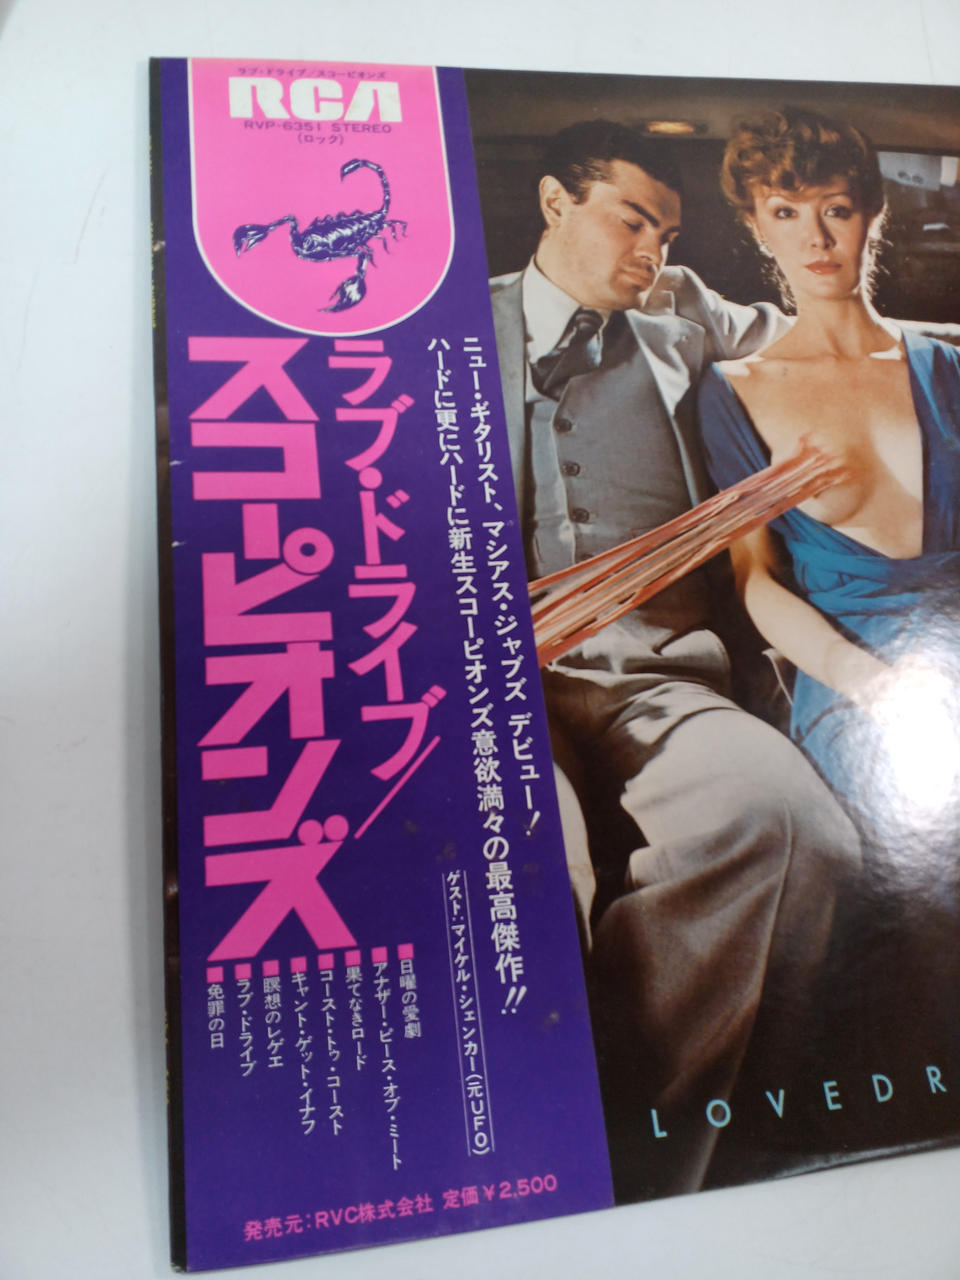 ラブ・ドライブ/スコーピオンズ
RCA
RVP-6351 STEREO
(ロック)
ニュー・ギタリスト、マシアス・ジャブズ デビュー!
ハードに更にハードに新生スコーピオンズ意欲満々の最高傑作!!
ラブ・ドライブ/
スコーピオンズ
ゲスト:マイケル・シェンカー(元UFO)
日曜の愛劇
アナザー・ピース・オブ・ミート
果てなきロード
コースト・トゥ・コースト
キャント・ゲット・イナフ
瞑想のレゲエ
ラブ・ドライブ
免罪の日
発売元:RVC株式会社 定価¥2,500
LOVEDR